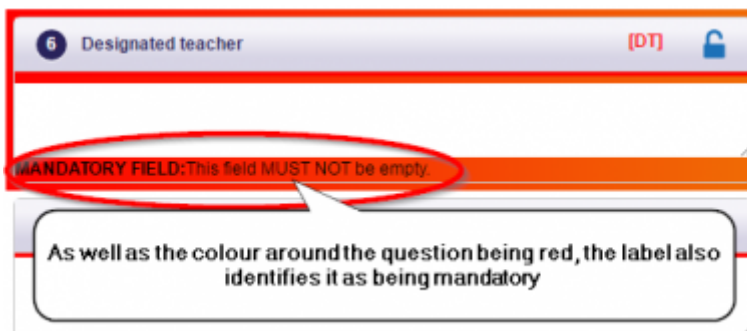 6 Designated teacher [DT]
MANDATORY FIELD:This field MUST NOT be empty.
As well as the colour around the question being red, the label also
identifies it as being mandatory